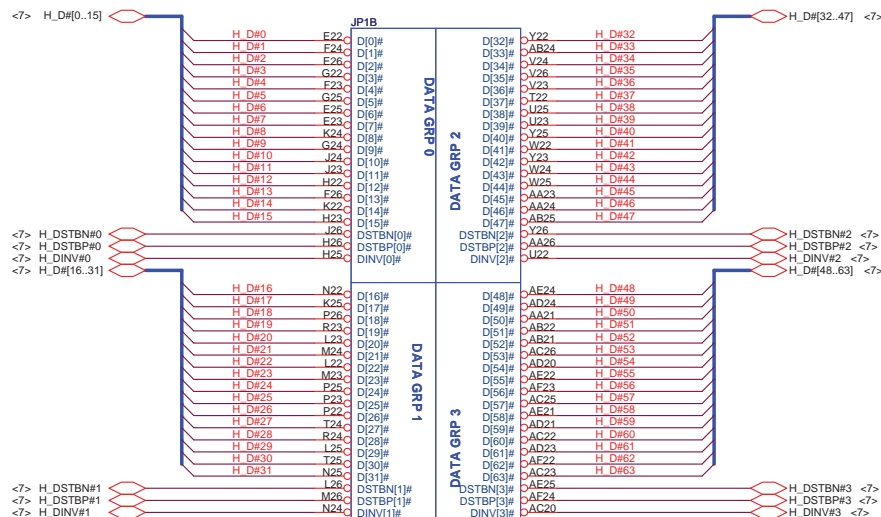 JP1B
<7> H_D#[0..15] H_D#[32..47] <7>
H_D#0 E22 D[0]# D[32]# Y22 H_D#32
H_D#1 F24 D[1]# D[33]# AB24 H_D#33
H_D#2 E26 D[2]# D[34]# V24 H_D#34
H_D#3 G22 D[3]# D[35]# V26 H_D#35
H_D#4 F23 D[4]# D[36]# V23 H_D#36
H_D#5 G25 D[5]# D[37]# T22 H_D#37
H_D#6 E25 D[6]# D[38]# U25 H_D#38
H_D#7 E23 D[7]# D[39]# U23 H_D#39
H_D#8 K24 D[8]# D[40]# Y25 H_D#40
H_D#9 G24 D[9]# D[41]# W22 H_D#41
H_D#10 J24 D[10]# D[42]# Y23 H_D#42
H_D#11 J23 D[11]# D[43]# W24 H_D#43
H_D#12 H22 D[12]# D[44]# W25 H_D#44
H_D#13 F26 D[13]# D[45]# AA23 H_D#45
H_D#14 K22 D[14]# D[46]# AA24 H_D#46
H_D#15 H23 D[15]# D[47]# AB25 H_D#47
<7> H_DSTBN#0 J26 DSTBN[0]# DSTBN[2]# Y26 H_DSTBN#2 <7>
<7> H_DSTBP#0 H26 DSTBP[0]# DSTBP[2]# AA26 H_DSTBP#2 <7>
<7> H_DINV#0 H25 DINV[0]# DINV[2]# U22 H_DINV#2 <7>
DATA GRP 0
DATA GRP 2
<7> H_D#[16..31] H_D#[48..63] <7>
H_D#16 N22 D[16]# D[48]# AE24 H_D#48
H_D#17 K25 D[17]# D[49]# AD24 H_D#49
H_D#18 P26 D[18]# D[50]# AA21 H_D#50
H_D#19 R23 D[19]# D[51]# AB22 H_D#51
H_D#20 L23 D[20]# D[52]# AB21 H_D#52
H_D#21 M24 D[21]# D[53]# AC26 H_D#53
H_D#22 L22 D[22]# D[54]# AD20 H_D#54
H_D#23 M23 D[23]# D[55]# AE22 H_D#55
H_D#24 P25 D[24]# D[56]# AF23 H_D#56
H_D#25 P23 D[25]# D[57]# AC25 H_D#57
H_D#26 P22 D[26]# D[58]# AE21 H_D#58
H_D#27 T24 D[27]# D[59]# AD21 H_D#59
H_D#28 R24 D[28]# D[60]# AC22 H_D#60
H_D#29 L25 D[29]# D[61]# AD23 H_D#61
H_D#30 T25 D[30]# D[62]# AF22 H_D#62
H_D#31 N25 D[31]# D[63]# AC23 H_D#63
<7> H_DSTBN#1 L26 DSTBN[1]# DSTBN[3]# AE25 H_DSTBN#3 <7>
<7> H_DSTBP#1 M26 DSTBP[1]# DSTBP[3]# AF24 H_DSTBP#3 <7>
<7> H_DINV#1 N24 DINV[1]# DINV[3]# AC20 H_DINV#3 <7>
DATA GRP 1
DATA GRP 3